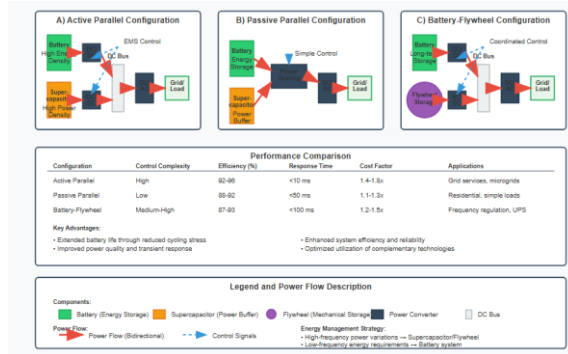 A) Active Parallel Configuration
B) Passive Parallel Configuration
C) Battery-Flywheel Configuration
Battery
High Energy
Density
EMS Control
DC Bus
Grid/
Load
Super-
capacitor
High Power
Density
Battery
Energy
Storage
Simple Control
Grid/
Load
Super-
capacitor
Power
Buffer
Battery
Long-term
Storage
Coordinated Control
DC Bus
Grid/
Load
Flywheel
Storage
Performance Comparison
Configuration Control Complexity Efficiency (%) Response Time Cost Factor Applications
Active Parallel High 92-96 <10 ms 1.4-1.8x Grid services, microgrids
Passive Parallel Low 88-92 <50 ms 1.1-1.3x Residential, simple loads
Battery-Flywheel Medium-High 87-93 <100 ms 1.2-1.5x Frequency regulation, UPS
Key Advantages:
• Extended battery life through reduced cycling stress
• Enhanced system efficiency and reliability
• Improved power quality and transient response
• Optimized utilization of complementary technologies
Legend and Power Flow Description
Components:
Battery (Energy Storage) Supercapacitor (Power Buffer) Flywheel (Mechanical Storage) Power Converter DC Bus
Power Flow:
Power Flow (Bidirectional) Control Signals
Energy Management Strategy:
• High-frequency power variations → Supercapacitor/Flywheel
• Low-frequency energy requirements → Battery system